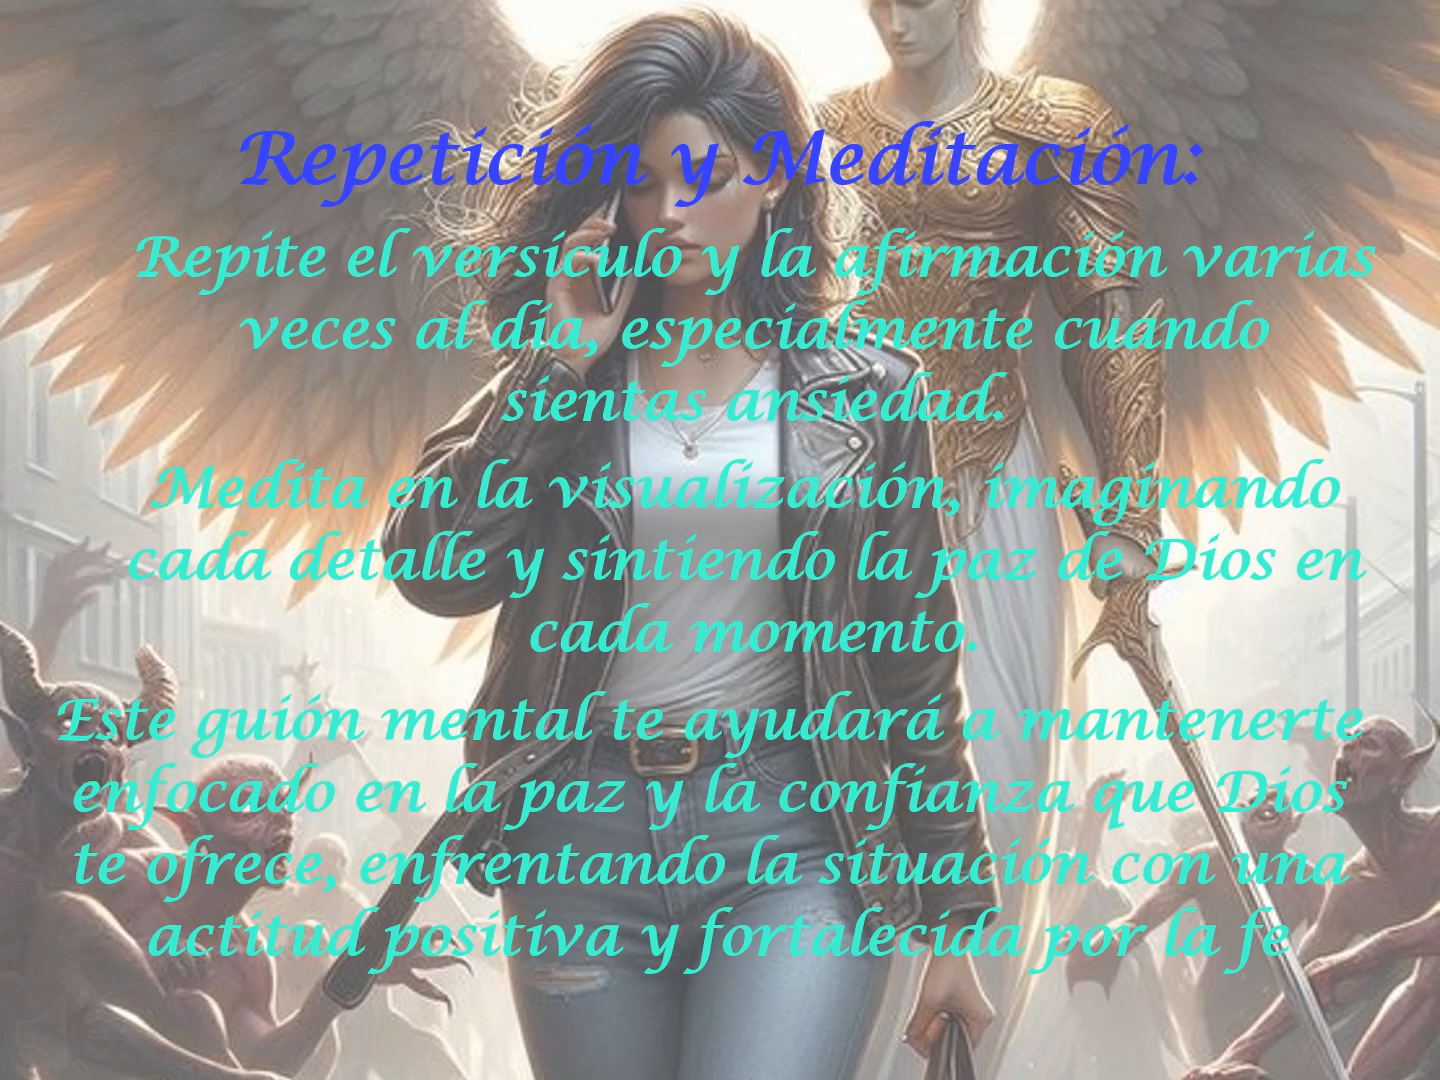 Repetición y Meditación:
Repite el versículo y la afirmación varias
veces al día, especialmente cuando
sientas ansiedad.
Medita en la visualización, imaginando
cada detalle y sintiendo la paz de Dios en
cada momento.
Este guión mental te ayudará a mantenerte
enfocado en la paz y la confianza que Dios
te ofrece, enfrentando la situación con una
actitud positiva y fortalecida por la fe